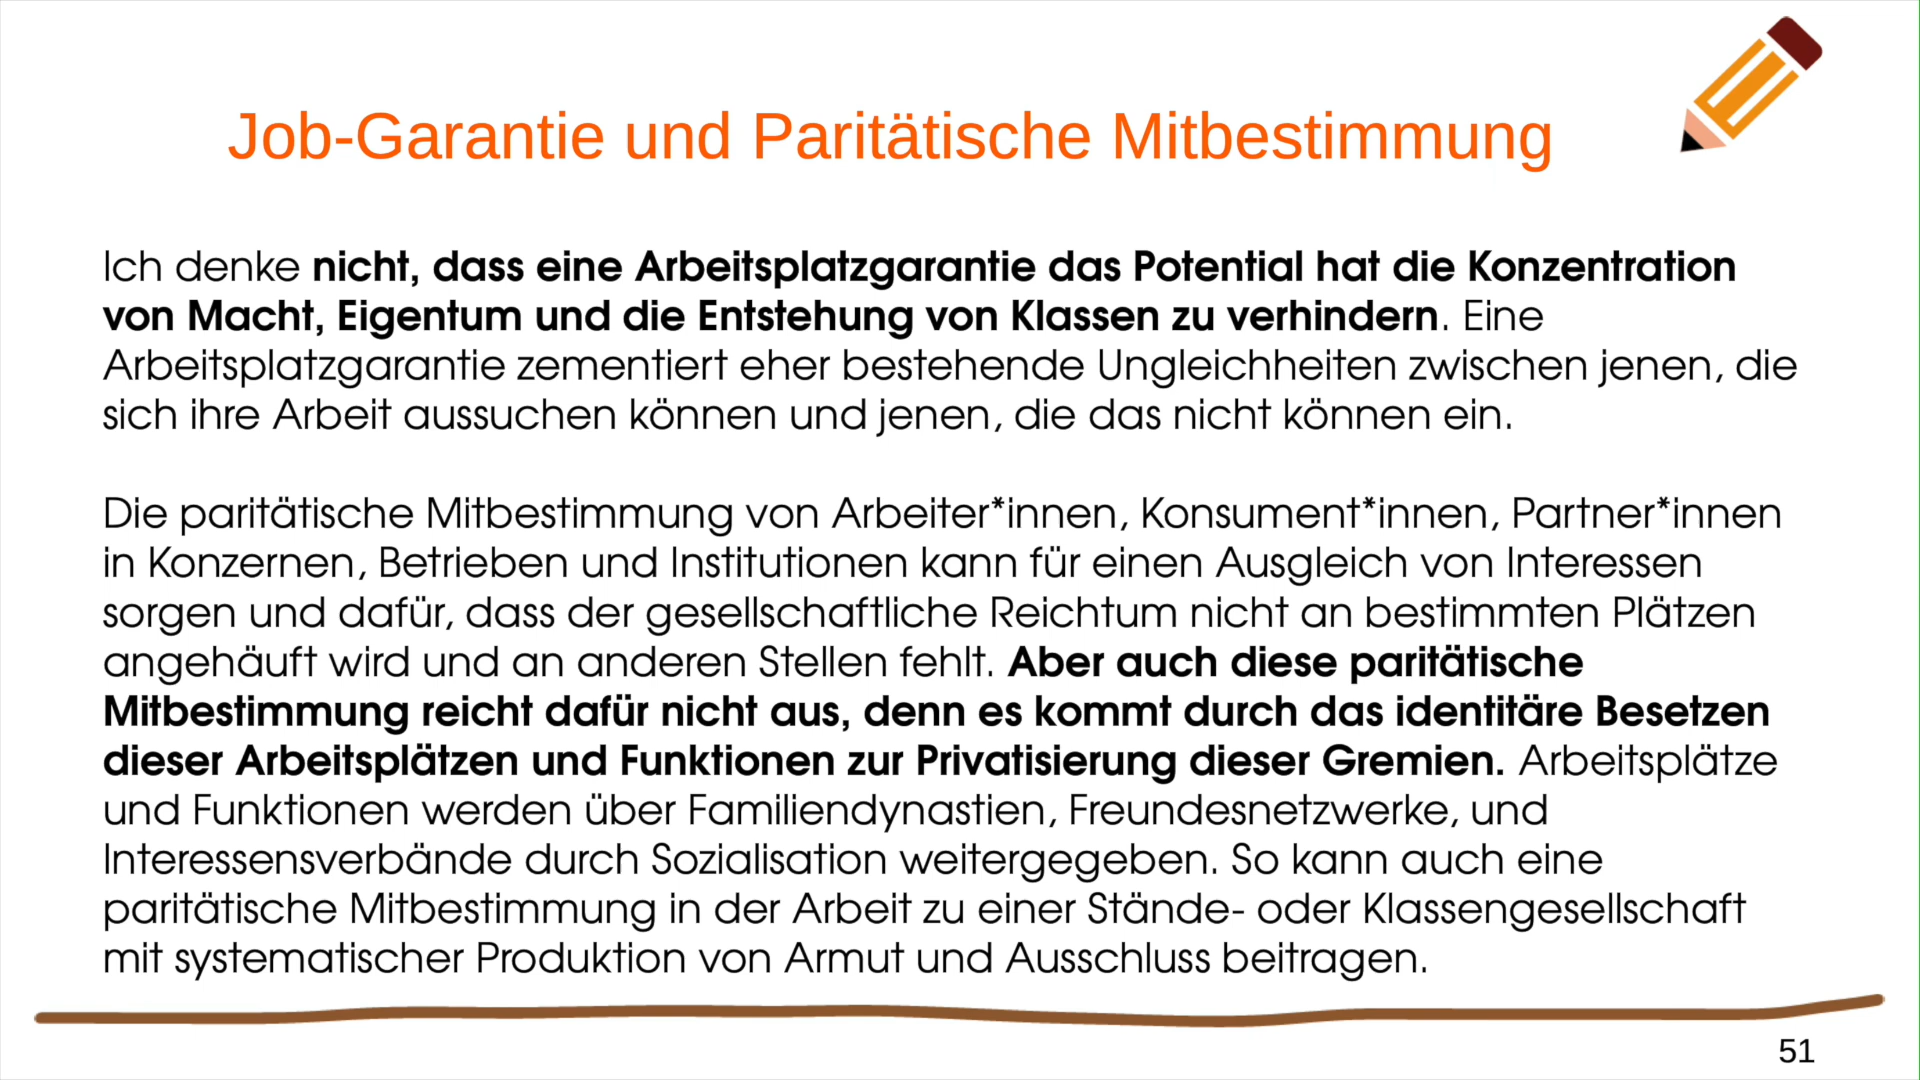 Job-Garantie und Paritätische Mitbestimmung
Ich denke nicht, dass eine Arbeitsplatzgarantie das Potential hat die Konzentration
von Macht, Eigentum und die Entstehung von Klassen zu verhindern. Eine
Arbeitsplatzgarantie zementiert eher bestehende Ungleichheiten zwischen jenen, die
sich ihre Arbeit aussuchen können und jenen, die das nicht können ein.
Die paritätische Mitbestimmung von Arbeiter*innen, Konsument*innen, Partner*innen
in Konzernen, Betrieben und Institutionen kann für einen Ausgleich von Interessen
sorgen und dafür, dass der gesellschaftliche Reichtum nicht an bestimmten Plätzen
angehäuft wird und an anderen Stellen fehlt. Aber auch diese paritätische
Mitbestimmung reicht dafür nicht aus, denn es kommt durch das identitäre Besetzen
dieser Arbeitsplätzen und Funktionen zur Privatisierung dieser Gremien. Arbeitsplätze
und Funktionen werden über Familiendynastien, Freundesnetzwerke, und
Interessensverbände durch Sozialisation weitergegeben. So kann auch eine
paritätische Mitbestimmung in der Arbeit zu einer Stände- oder Klassengesellschaft
mit systematischer Produktion von Armut und Ausschluss beitragen.
51